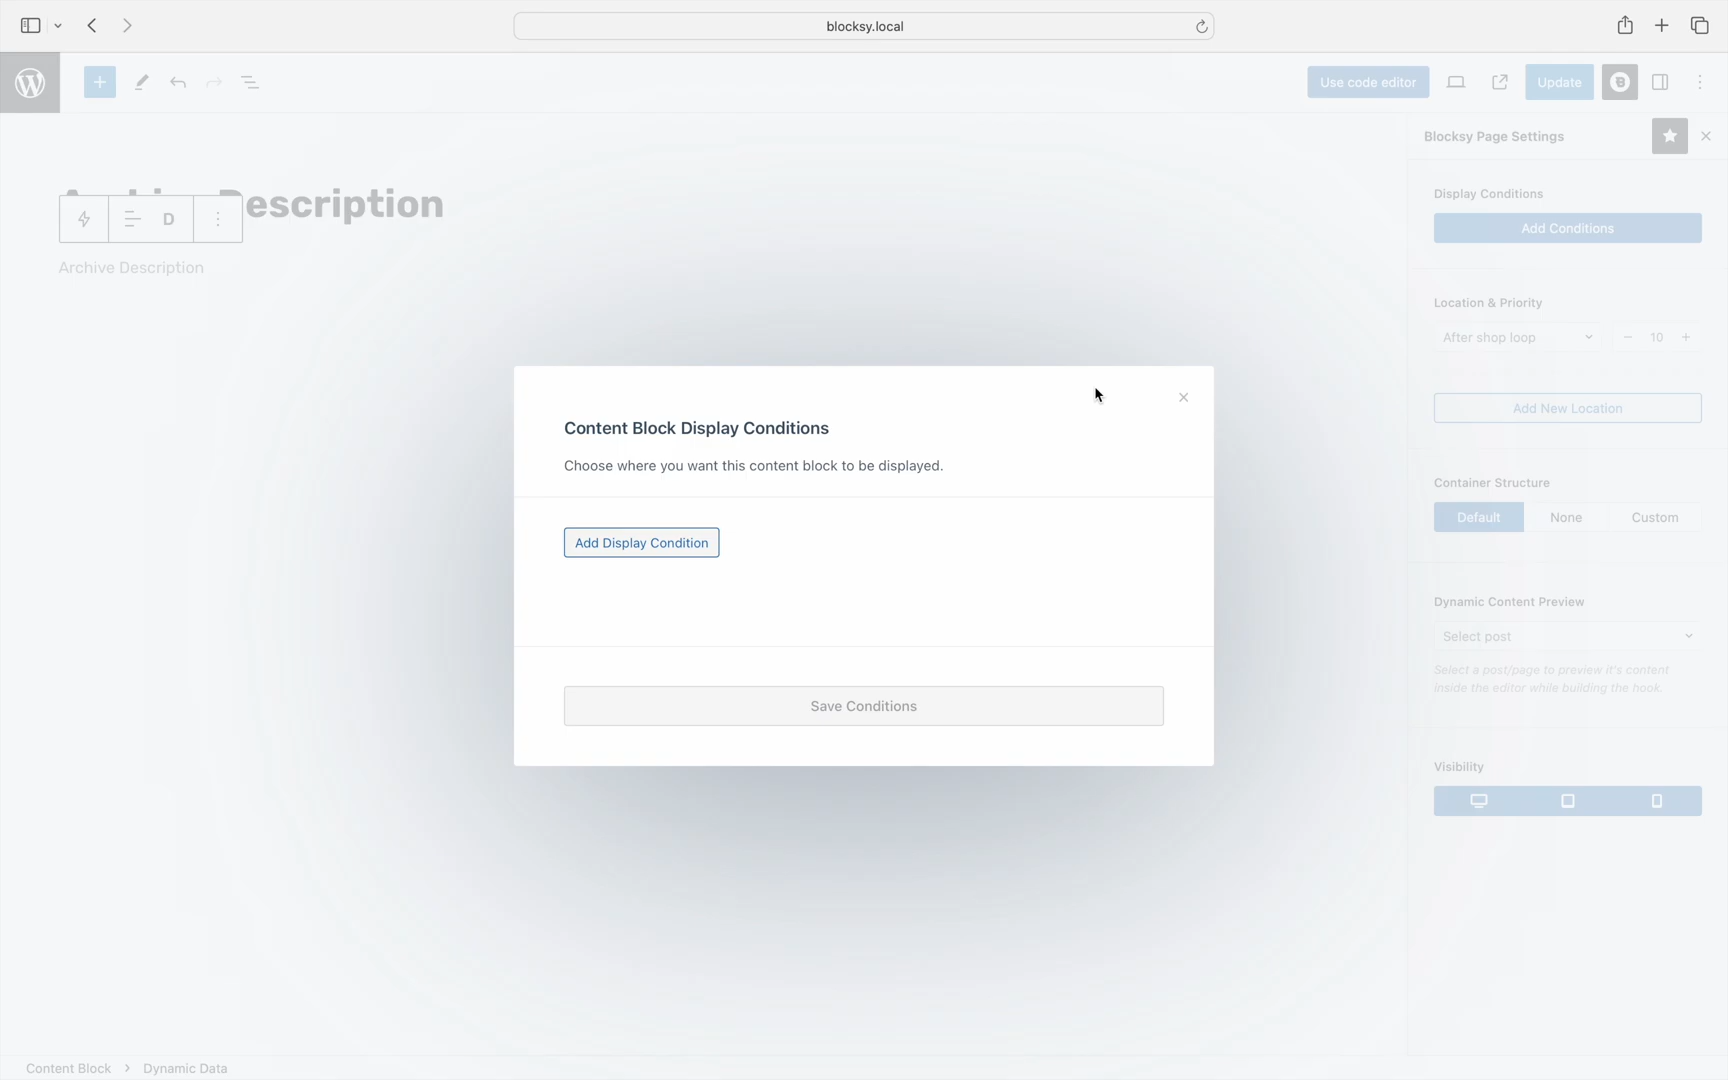 blocksy.local
Use code editor
Update
Blocksy Page Settings
Archive Description
D
Archive Description
Display Conditions
Add Conditions
Location & Priority
After shop loop
10
Add New Location
Content Block Display Conditions
Choose where you want this content block to be displayed.
Add Display Condition
Save Conditions
Container Structure
Default None Custom
Dynamic Content Preview
Select post
Select a post/page to preview it's content
inside the editor while building the hook.
Visibility
Content Block > Dynamic Data